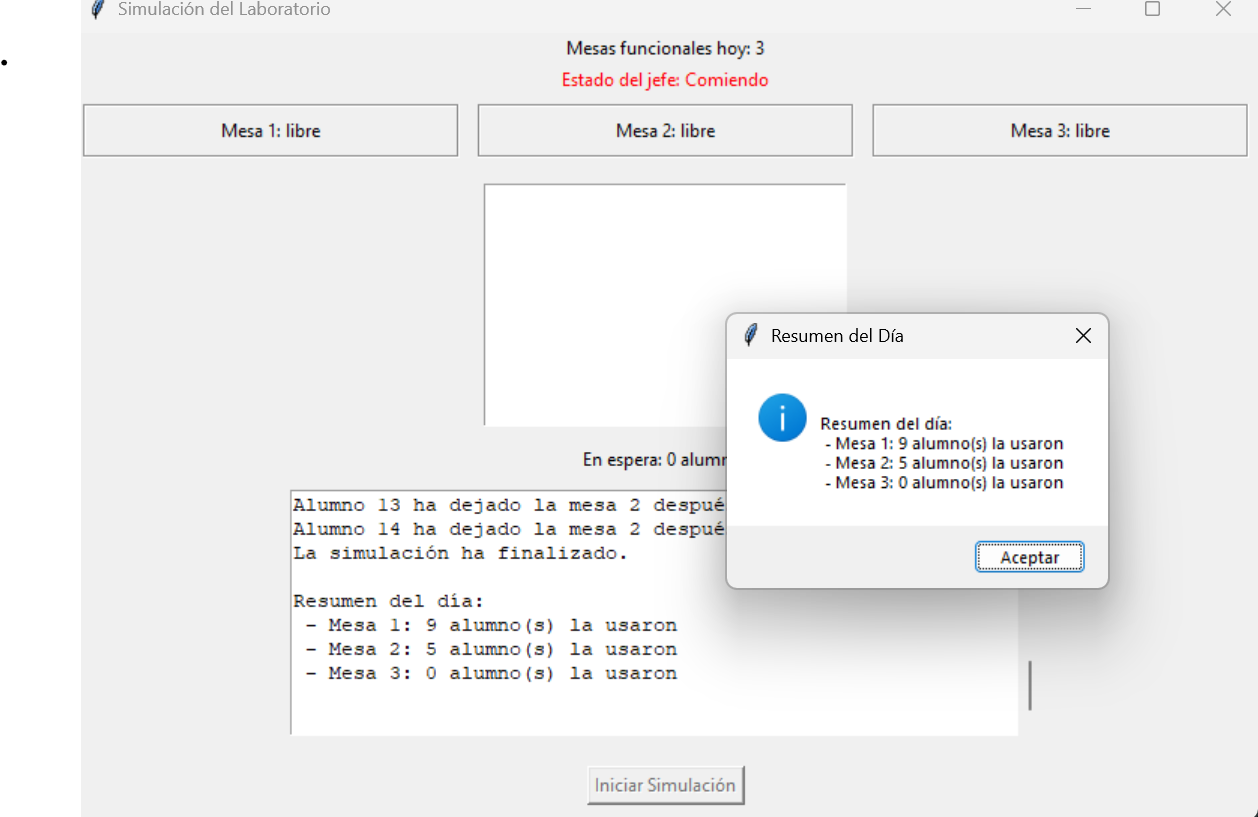 Simulación del Laboratorio
Mesas funcionales hoy: 3
Estado del jefe: Comiendo
Mesa 1: libre
Mesa 2: libre
Mesa 3: libre
Resumen del Día
Resumen del día:
- Mesa 1: 9 alumno(s) la usaron
- Mesa 2: 5 alumno(s) la usaron
- Mesa 3: 0 alumno(s) la usaron
Aceptar
En espera: 0 alumn
Alumno 13 ha dejado la mesa 2 despué
Alumno 14 ha dejado la mesa 2 despué
La simulación ha finalizado.
Resumen del día:
- Mesa 1: 9 alumno(s) la usaron
- Mesa 2: 5 alumno(s) la usaron
- Mesa 3: 0 alumno(s) la usaron
Iniciar Simulación